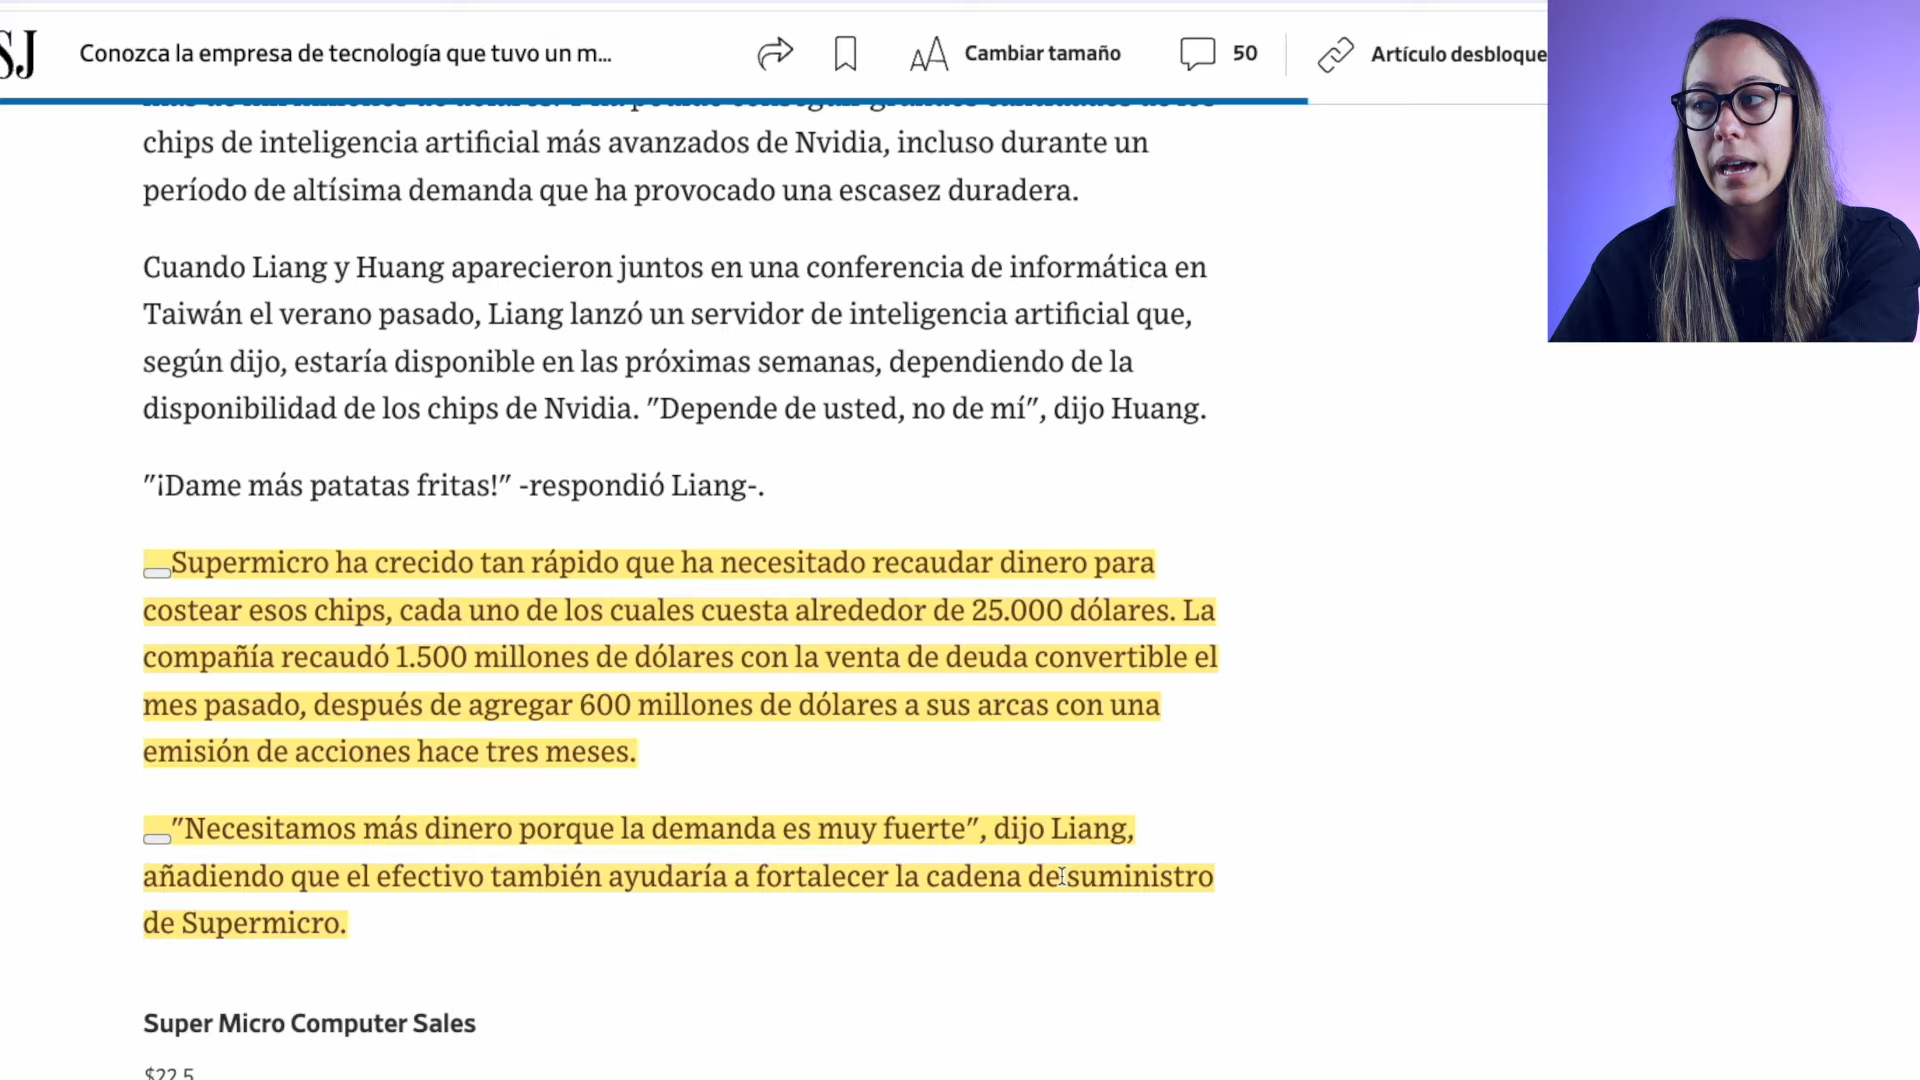 SJ
Conozca la empresa de tecnología que tuvo un m...
Cambiar tamaño
50
Artículo desbloque
chips de inteligencia artificial más avanzados de Nvidia, incluso durante un
período de altísima demanda que ha provocado una escasez duradera.
Cuando Liang y Huang aparecieron juntos en una conferencia de informática en
Taiwán el verano pasado, Liang lanzó un servidor de inteligencia artificial que,
según dijo, estaría disponible en las próximas semanas, dependiendo de la
disponibilidad de los chips de Nvidia. "Depende de usted, no de mí", dijo Huang.
"¡Dame más patatas fritas!" -respondió Liang-.
Supermicro ha crecido tan rápido que ha necesitado recaudar dinero para
costear esos chips, cada uno de los cuales cuesta alrededor de 25.000 dólares. La
compañía recaudó 1.500 millones de dólares con la venta de deuda convertible el
mes pasado, después de agregar 600 millones de dólares a sus arcas con una
emisión de acciones hace tres meses.
"Necesitamos más dinero porque la demanda es muy fuerte", dijo Liang,
añadiendo que el efectivo también ayudaría a fortalecer la cadena de suministro
de Supermicro.
Super Micro Computer Sales
$22.5